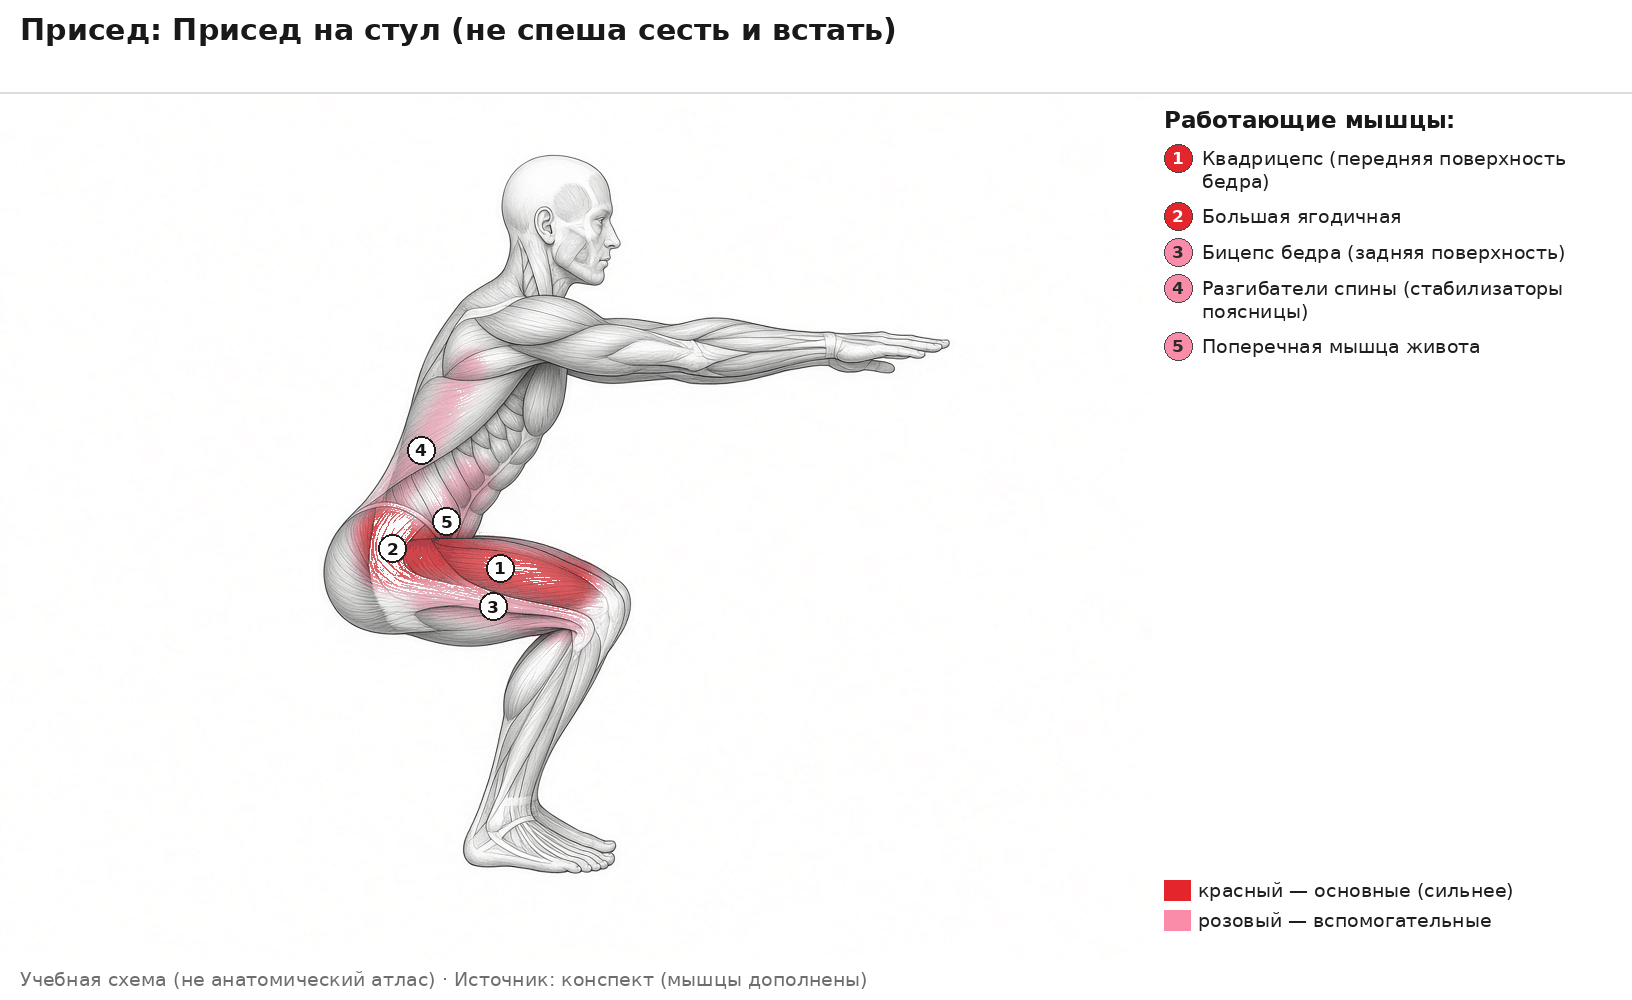 Присед: Присед на стул (не спеша сесть и встать)
Работающие мышцы:
1 Квадрицепс (передняя поверхность
бедра)
2 Большая ягодичная
3 Бицепс бедра (задняя поверхность)
4 Разгибатели спины (стабилизаторы
поясницы)
5 Поперечная мышца живота
4
5
2
1
3
красный — основные (сильнее)
розовый — вспомогательные
Учебная схема (не анатомический атлас) · Источник: конспект (мышцы дополнены)